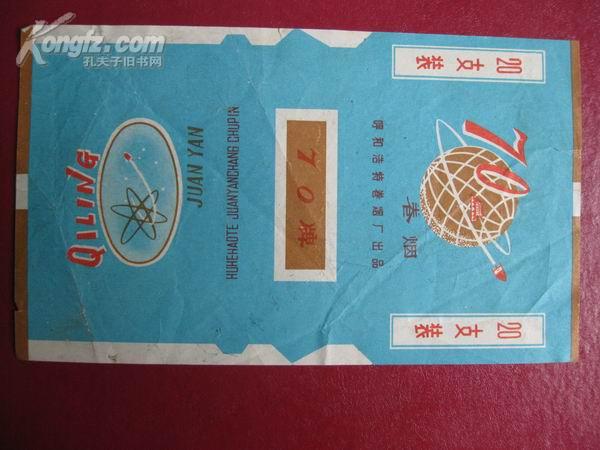 Kongfz.com
孔夫子旧书网
QILING
JUAN YAN
HUHEHAOTE JUANYANCHANG CHUPIN
70牌
20支装
70
卷烟
呼和浩特卷烟厂出品
20支装